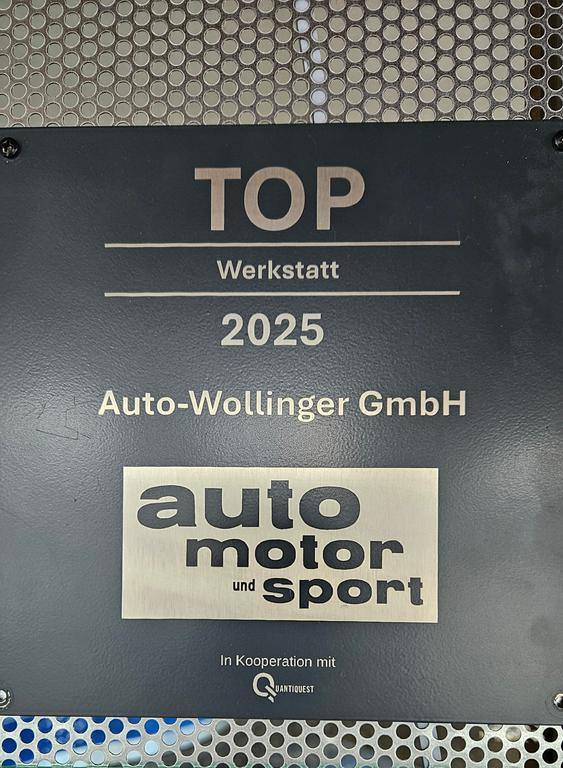 TOP
Werkstatt
2025
Auto-Wollinger GmbH
auto
motor
und sport
In Kooperation mit
QUANTIQUEST